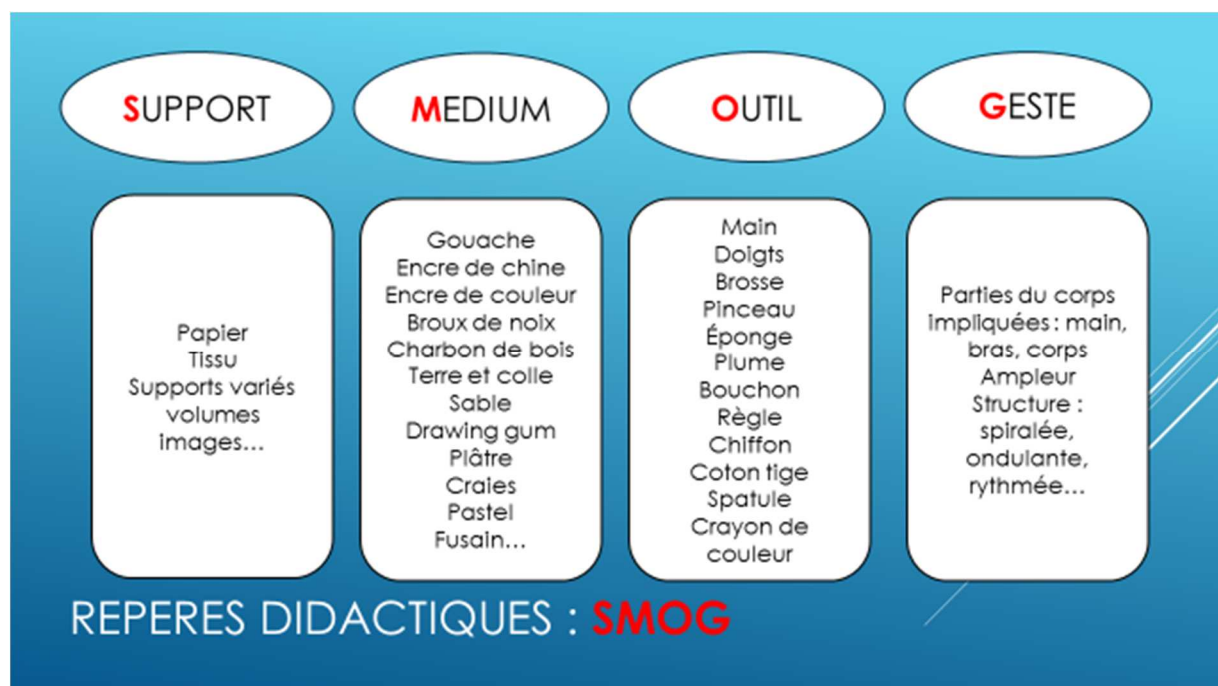 SUPPORT
MEDIUM
OUTIL
GESTE
Papier
Tissu
Supports variés
volumes
images…
Gouache
Encre de chine
Encre de couleur
Broux de noix
Charbon de bois
Terre et colle
Sable
Drawing gum
Plâtre
Craies
Pastel
Fusain…
Main
Doigts
Brosse
Pinceau
Éponge
Plume
Bouchon
Règle
Chiffon
Coton tige
Spatule
Crayon de
couleur
Parties du corps
impliquées : main,
bras, corps
Ampleur
Structure :
spiralée,
ondulante,
rythmée…
REPERES DIDACTIQUES : SMOG